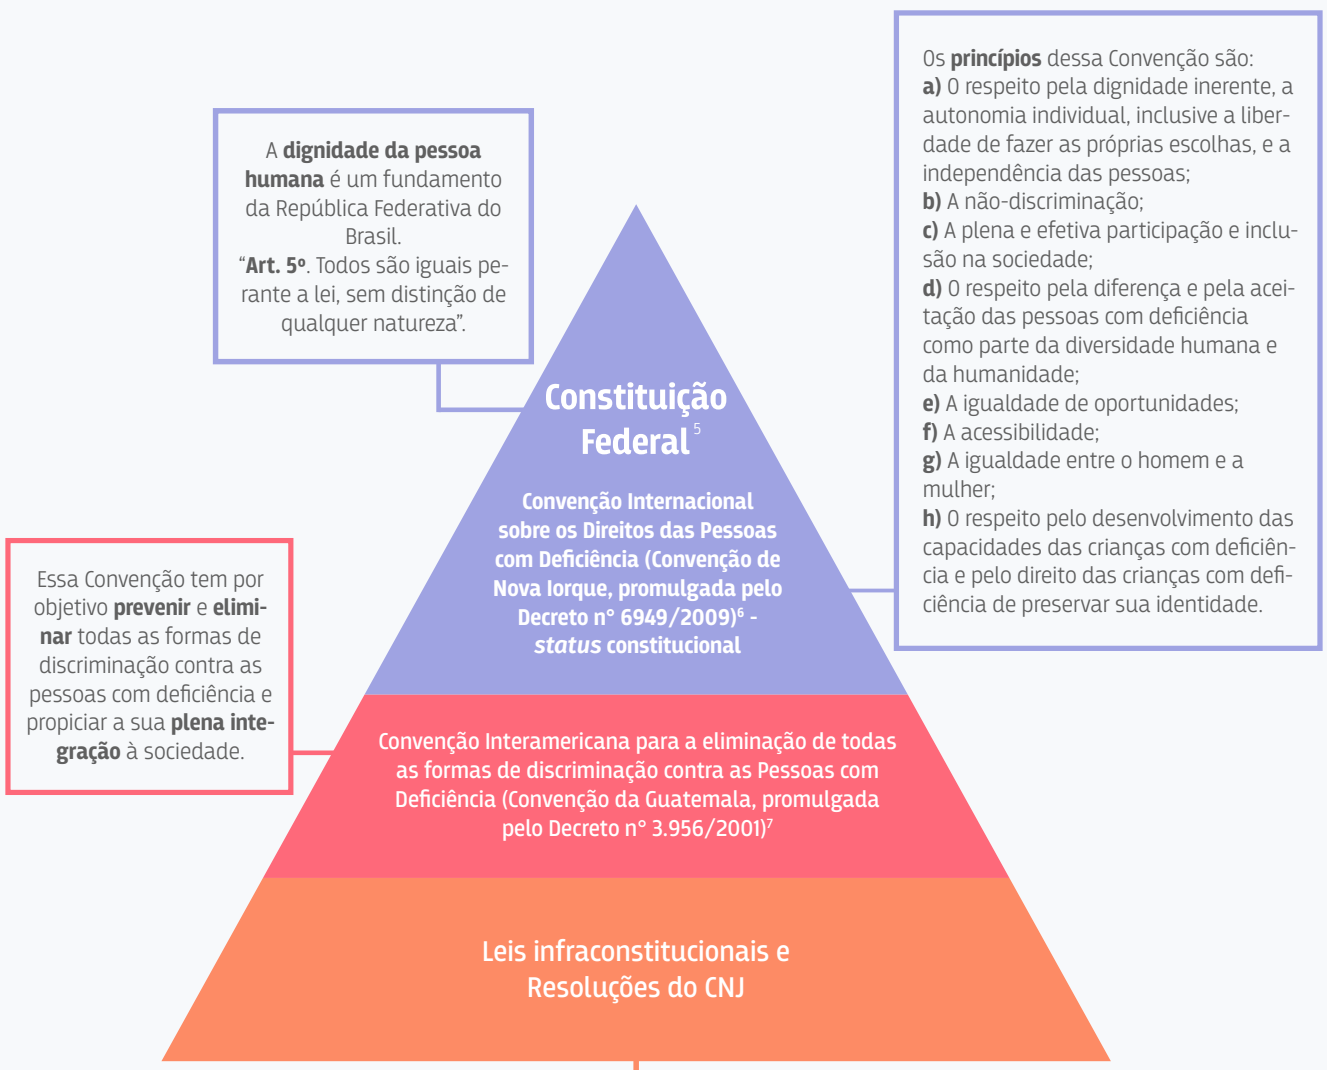 A dignidade da pessoa
humana é um fundamento
da República Federativa do
Brasil.
“Art. 5º. Todos são iguais pe-
rante a lei, sem distinção de
qualquer natureza”.
Os princípios dessa Convenção são:
a) O respeito pela dignidade inerente, a
autonomia individual, inclusive a liber-
dade de fazer as próprias escolhas, e a
independência das pessoas;
b) A não-discriminação;
c) A plena e efetiva participação e inclu-
são na sociedade;
d) O respeito pela diferença e pela acei-
tação das pessoas com deficiência
como parte da diversidade humana e
da humanidade;
e) A igualdade de oportunidades;
f) A acessibilidade;
g) A igualdade entre o homem e a
mulher;
h) O respeito pelo desenvolvimento das
capacidades das crianças com deficiên-
cia e pelo direito das crianças com defi-
ciência de preservar sua identidade.
Constituição
Federal⁵
Convenção Internacional
sobre os Direitos das Pessoas
com Deficiência (Convenção de
Nova Iorque, promulgada pelo
Decreto n° 6949/2009)⁶ -
status constitucional
Essa Convenção tem por
objetivo prevenir e elimi-
nar todas as formas de
discriminação contra as
pessoas com deficiência e
propiciar a sua plena inte-
gração à sociedade.
Convenção Interamericana para a eliminação de todas
as formas de discriminação contra as Pessoas com
Deficiência (Convenção da Guatemala, promulgada
pelo Decreto n° 3.956/2001)⁷
Leis infraconstitucionais e
Resoluções do CNJ